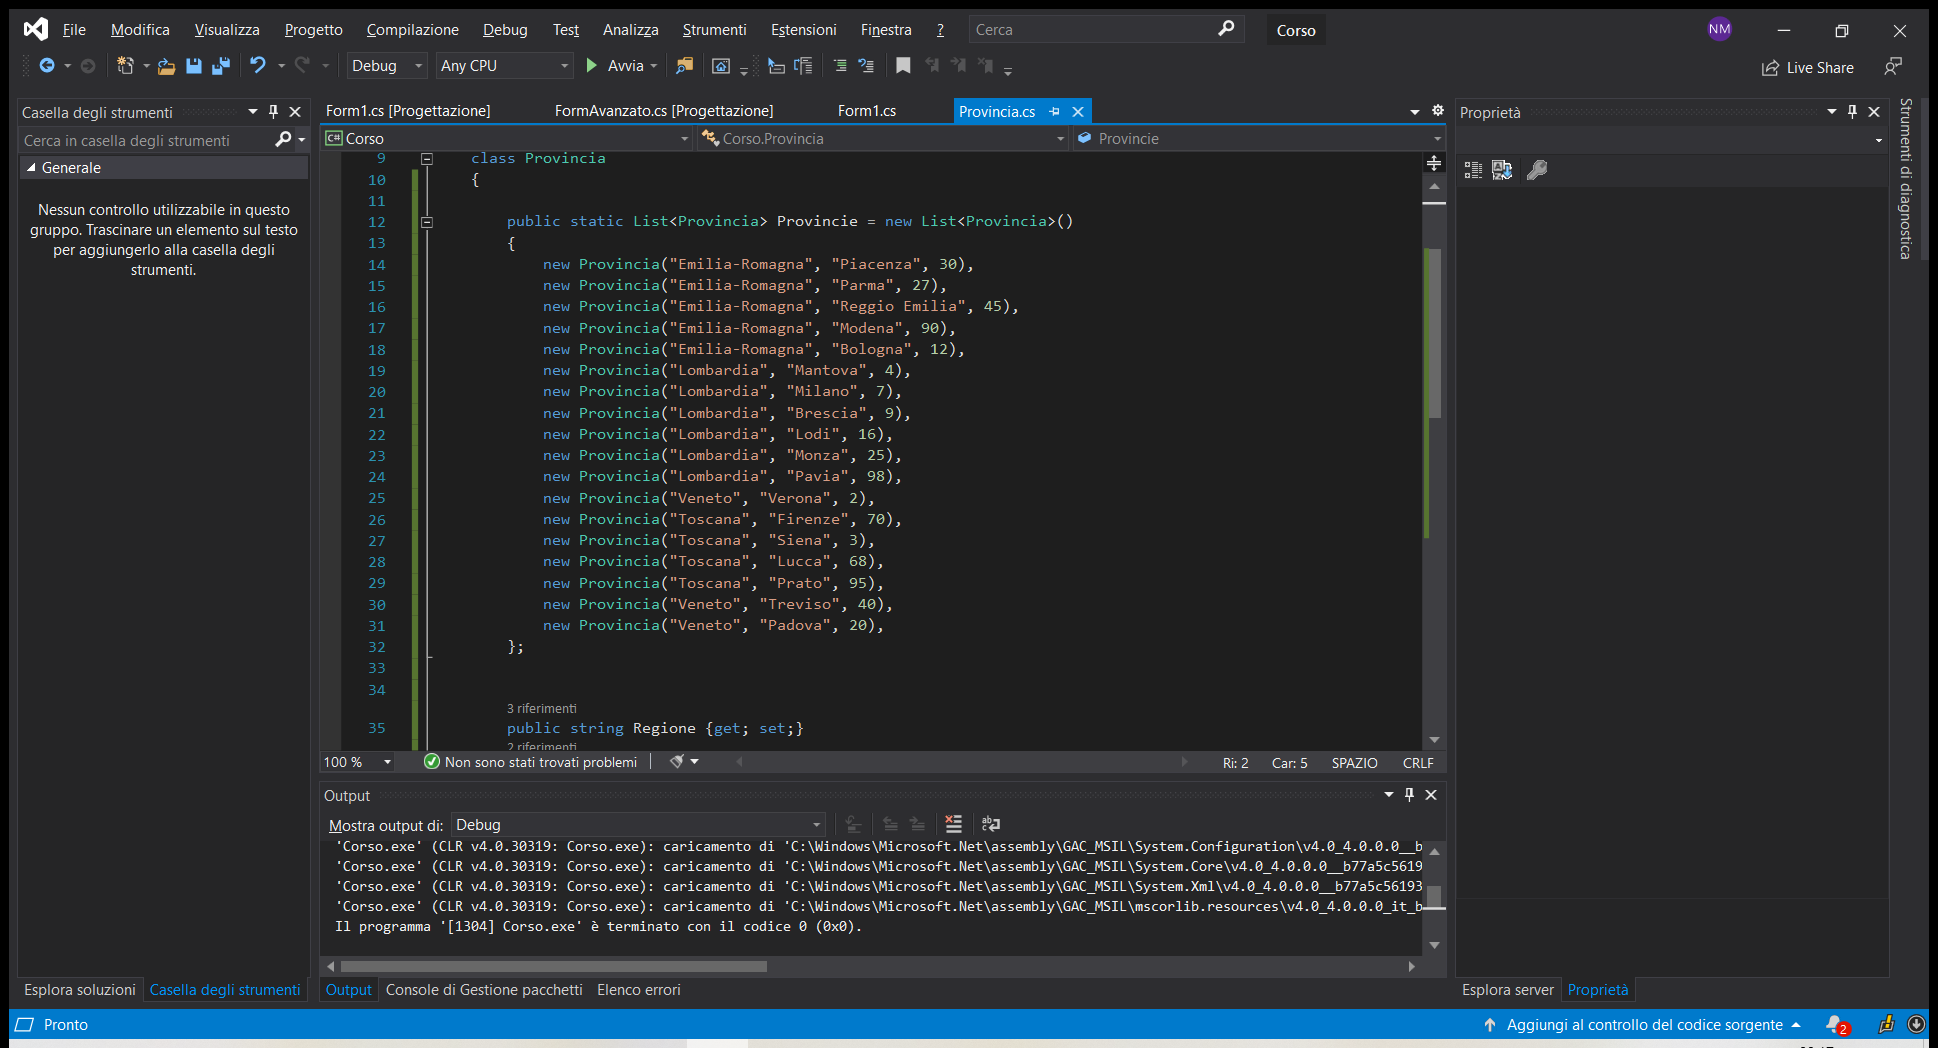 File Modifica Visualizza Progetto Compilazione Debug Test Analizza Strumenti Estensioni Finestra ? Cerca Corso NM
Debug Any CPU Avvia Live Share
Casella degli strumenti
Cerca in casella degli strumenti
Generale
Nessun controllo utilizzabile in questo
gruppo. Trascinare un elemento sul testo
per aggiungerlo alla casella degli
strumenti.
Form1.cs [Progettazione] FormAvanzato.cs [Progettazione] Form1.cs Provincia.cs
C# Corso Corso.Provincia Provincie
9 class Provincia
10 {
11
12 public static List<Provincia> Provincie = new List<Provincia>()
13 {
14 new Provincia("Emilia-Romagna", "Piacenza", 30),
15 new Provincia("Emilia-Romagna", "Parma", 27),
16 new Provincia("Emilia-Romagna", "Reggio Emilia", 45),
17 new Provincia("Emilia-Romagna", "Modena", 90),
18 new Provincia("Emilia-Romagna", "Bologna", 12),
19 new Provincia("Lombardia", "Mantova", 4),
20 new Provincia("Lombardia", "Milano", 7),
21 new Provincia("Lombardia", "Brescia", 9),
22 new Provincia("Lombardia", "Lodi", 16),
23 new Provincia("Lombardia", "Monza", 25),
24 new Provincia("Lombardia", "Pavia", 98),
25 new Provincia("Veneto", "Verona", 2),
26 new Provincia("Toscana", "Firenze", 70),
27 new Provincia("Toscana", "Siena", 3),
28 new Provincia("Toscana", "Lucca", 68),
29 new Provincia("Toscana", "Prato", 95),
30 new Provincia("Veneto", "Treviso", 40),
31 new Provincia("Veneto", "Padova", 20),
32 };
33
34
3 riferimenti
35 public string Regione {get; set;}
2 riferimenti
100 % Non sono stati trovati problemi Ri: 2 Car: 5 SPAZIO CRLF
Output
Mostra output di: Debug
'Corso.exe' (CLR v4.0.30319: Corso.exe): caricamento di 'C:\Windows\Microsoft.Net\assembly\GAC_MSIL\System.Configuration\v4.0_4.0.0.0__b
'Corso.exe' (CLR v4.0.30319: Corso.exe): caricamento di 'C:\Windows\Microsoft.Net\assembly\GAC_MSIL\System.Core\v4.0_4.0.0.0__b77a5c5619
'Corso.exe' (CLR v4.0.30319: Corso.exe): caricamento di 'C:\Windows\Microsoft.Net\assembly\GAC_MSIL\System.Xml\v4.0_4.0.0.0__b77a5c56193
'Corso.exe' (CLR v4.0.30319: Corso.exe): caricamento di 'C:\Windows\Microsoft.Net\assembly\GAC_MSIL\mscorlib.resources\v4.0_4.0.0.0_it_b
Il programma '[1304] Corso.exe' è terminato con il codice 0 (0x0).
Proprietà
Strumenti di diagnostica
Esplora soluzioni Casella degli strumenti Output Console di Gestione pacchetti Elenco errori Esplora server Proprietà
Pronto Aggiungi al controllo del codice sorgente 2